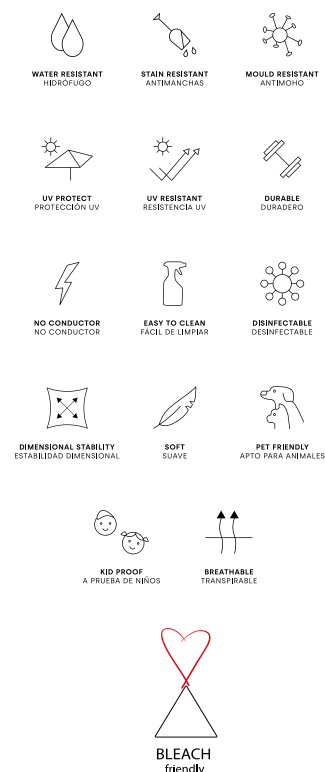 WATER RESISTANT
HIDRÓFUGO
STAIN RESISTANT
ANTIMANCHAS
MOULD RESISTANT
ANTIMOHO
UV PROTECT
PROTECCIÓN UV
UV RESİSTANT
RESISTENCIA UV
DURABLE
DURADERO
NO CONDUCTOR
NO CONDUCTOR
EASY TO CLEAN
FÁCIL DE LIMPIAR
DISINFECTABLE
DESINFECTABLE
DIMENSIONAL STABILITY
ESTABILIDAD DIMENSIONAL
SOFT
SUAVE
PET FRIENDLY
APTO PARA ANIMALES
KID PROOF
A PRUEBA DE NIÑOS
BREATHABLE
TRANSPIRABLE
BLEACH
friendly